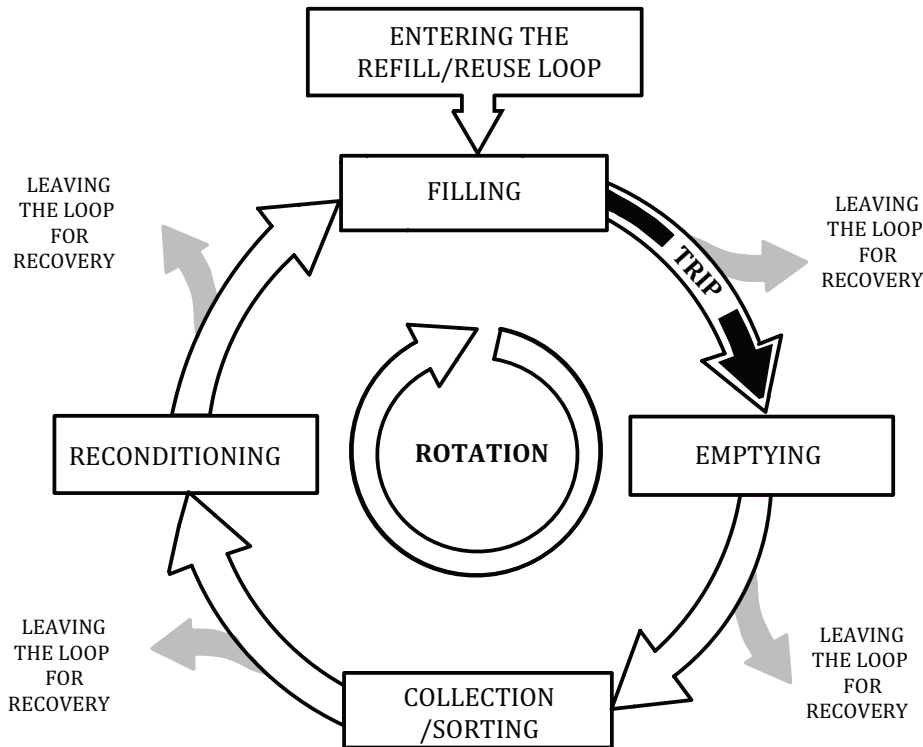 ENTERING THE
REFILL/REUSE LOOP
FILLING
LEAVING
THE LOOP
FOR
RECOVERY
TRIP
LEAVING
THE LOOP
FOR
RECOVERY
RECONDITIONING
ROTATION
EMPTYING
LEAVING
THE LOOP
FOR
RECOVERY
COLLECTION
/SORTING
LEAVING
THE LOOP
FOR
RECOVERY